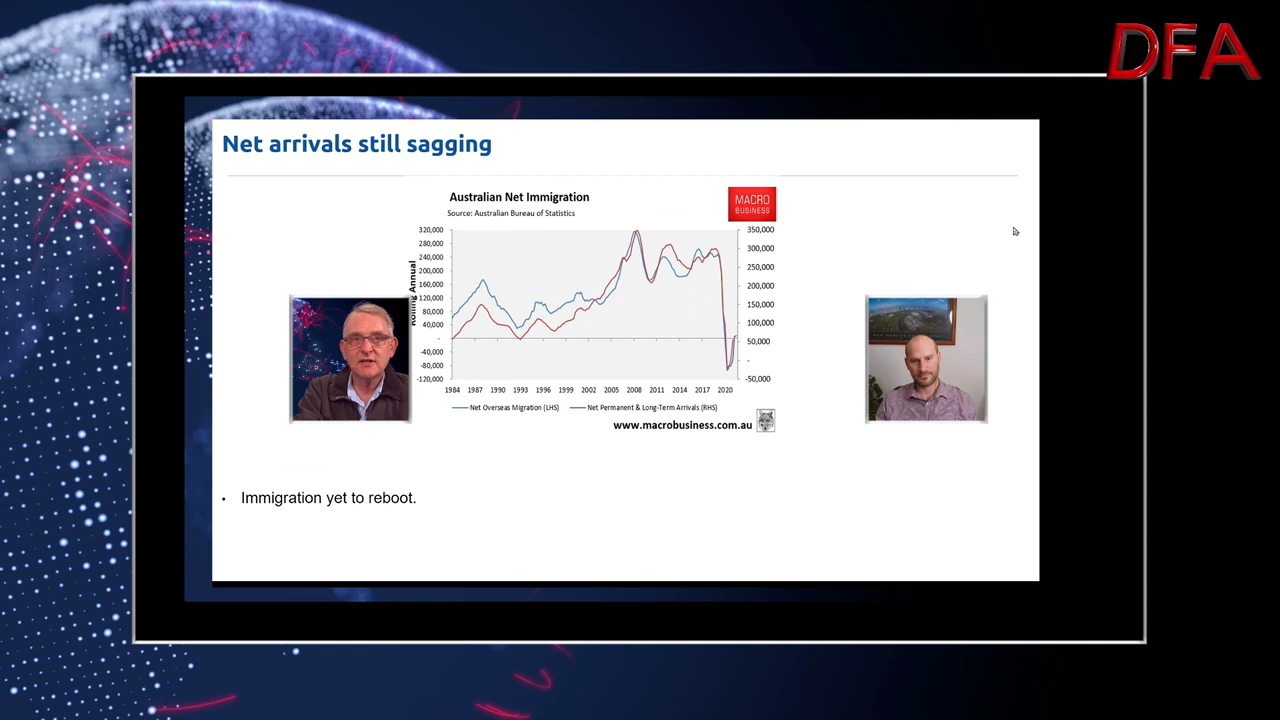 DFA
Net arrivals still sagging
Australian Net Immigration
Source: Australian Bureau of Statistics
MACRO
BUSINESS
Rolling Annual
320,000
280,000
240,000
200,000
160,000
120,000
80,000
40,000
-
-40,000
-80,000
-120,000
350,000
300,000
250,000
200,000
150,000
100,000
50,000
-
-50,000
1984 1987 1990 1993 1996 1999 2002 2005 2008 2011 2014 2017 2020
Net Overseas Migration (LHS) Net Permanent & Long-Term Arrivals (RHS)
www.macrobusiness.com.au
• Immigration yet to reboot.